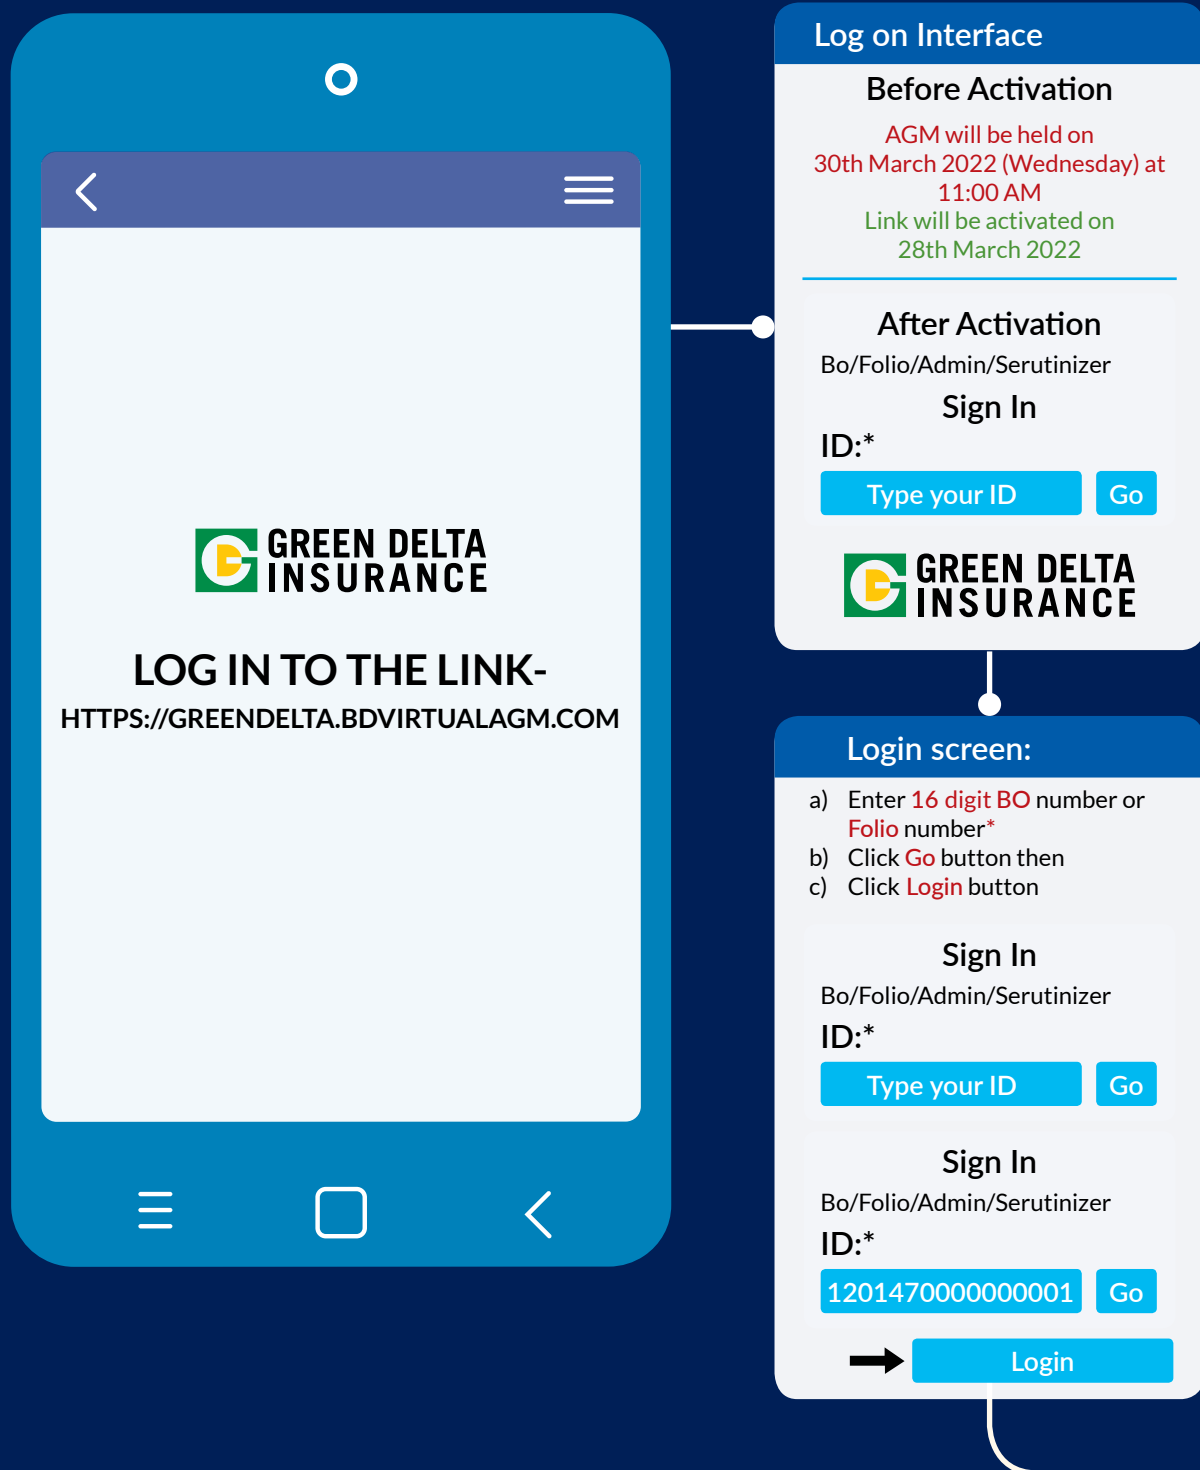 GREEN DELTA
INSURANCE
LOG IN TO THE LINK-
HTTPS://GREENDELTA.BDVIRTUALAGM.COM
Log on Interface
Before Activation
AGM will be held on
30th March 2022 (Wednesday) at
11:00 AM
Link will be activated on
28th March 2022
After Activation
Bo/Folio/Admin/Serutinizer
Sign In
ID:*
Type your ID Go
GREEN DELTA
INSURANCE
Login screen:
a) Enter 16 digit BO number or
Folio number*
b) Click Go button then
c) Click Login button
Sign In
Bo/Folio/Admin/Serutinizer
ID:*
Type your ID Go
Sign In
Bo/Folio/Admin/Serutinizer
ID:*
1201470000000001 Go
Login